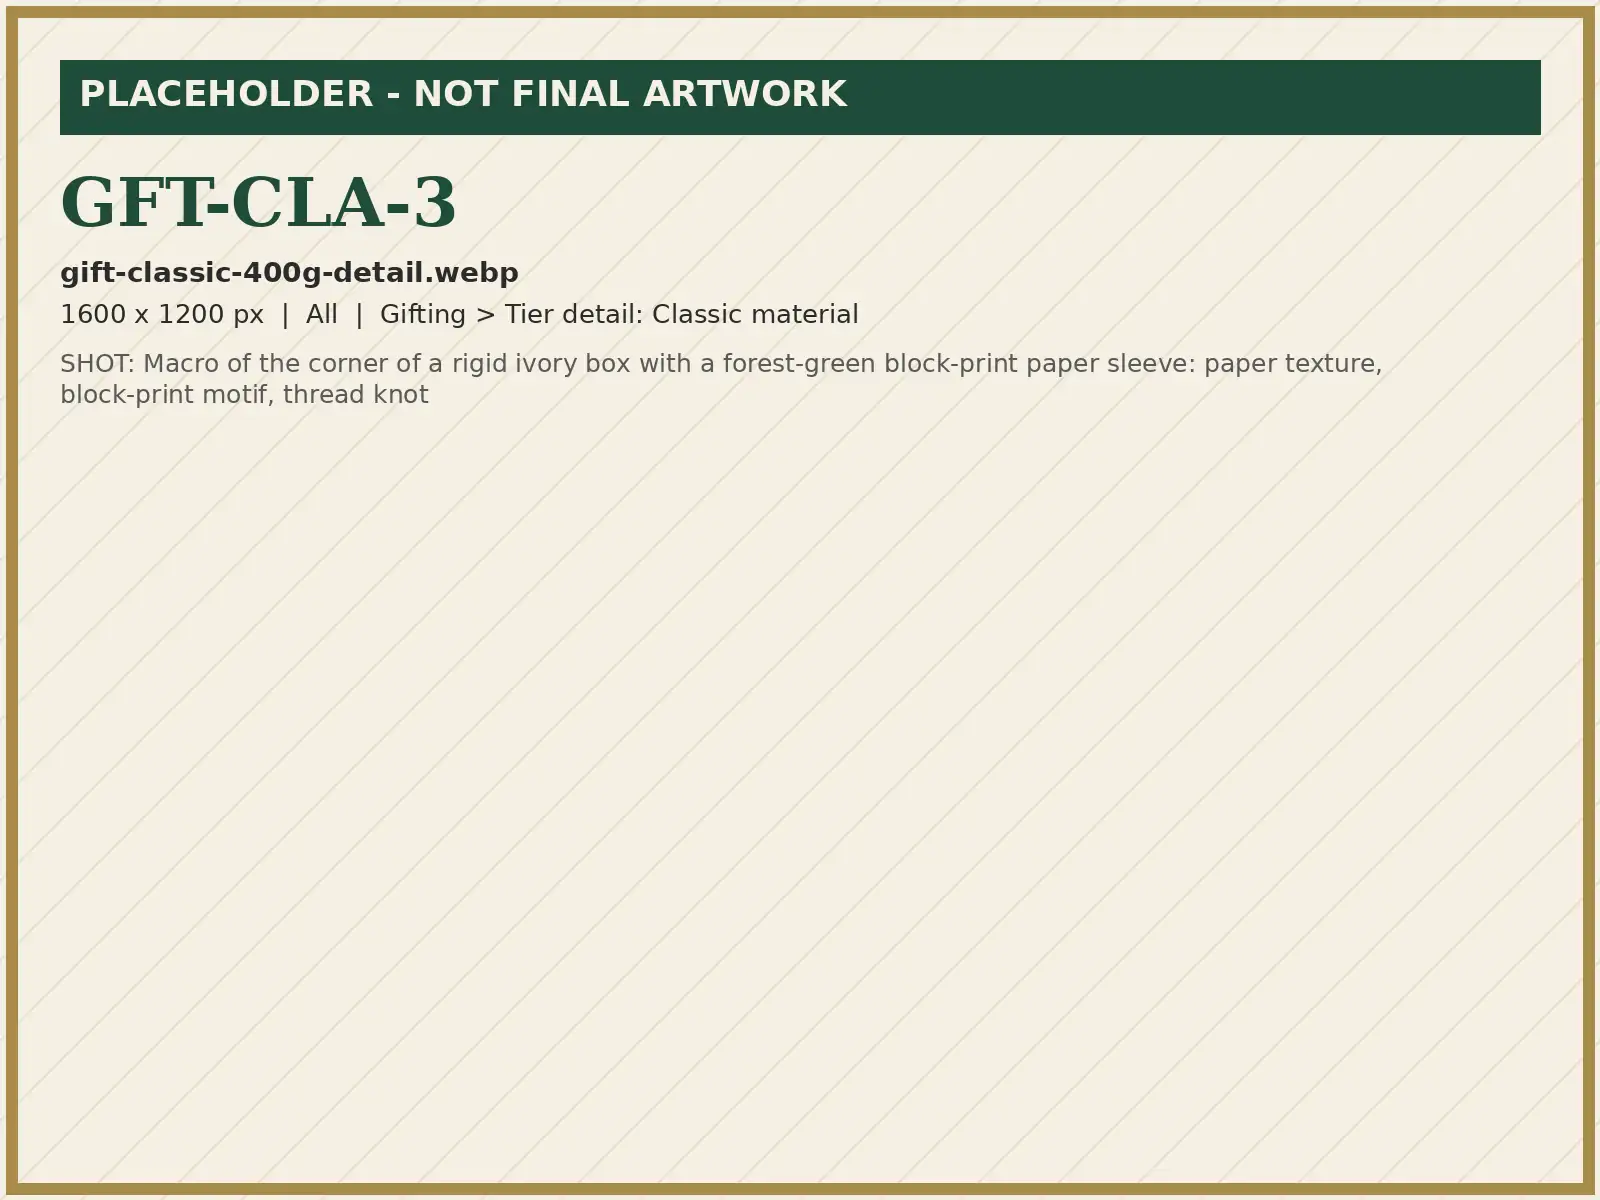 PLACEHOLDER - NOT FINAL ARTWORK
GFT-CLA-3
gift-classic-400g-detail.webp
1600 x 1200 px | All | Gifting > Tier detail: Classic material
SHOT: Macro of the corner of a rigid ivory box with a forest-green block-print paper sleeve: paper texture,
block-print motif, thread knot